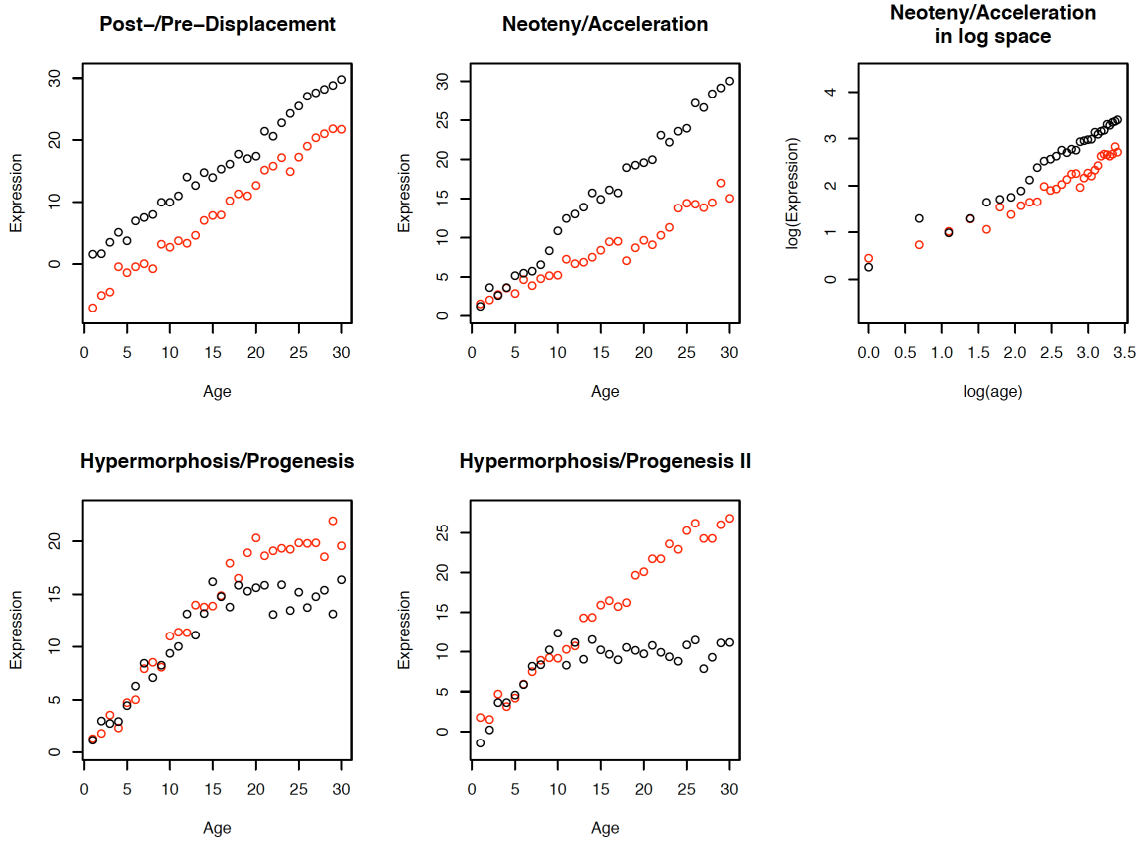 Post−/Pre−Displacement
Expression
30
20
10
0
0 5 10 15 20 25 30
Age
Neoteny/Acceleration
Expression
30
25
20
15
10
5
0
0 5 10 15 20 25 30
Age
Neoteny/Acceleration
in log space
log(Expression)
4
3
2
1
0
0.0 0.5 1.0 1.5 2.0 2.5 3.0 3.5
log(age)
Hypermorphosis/Progenesis
Expression
20
15
10
5
0
0 5 10 15 20 25 30
Age
Hypermorphosis/Progenesis II
Expression
25
20
15
10
5
0
0 5 10 15 20 25 30
Age